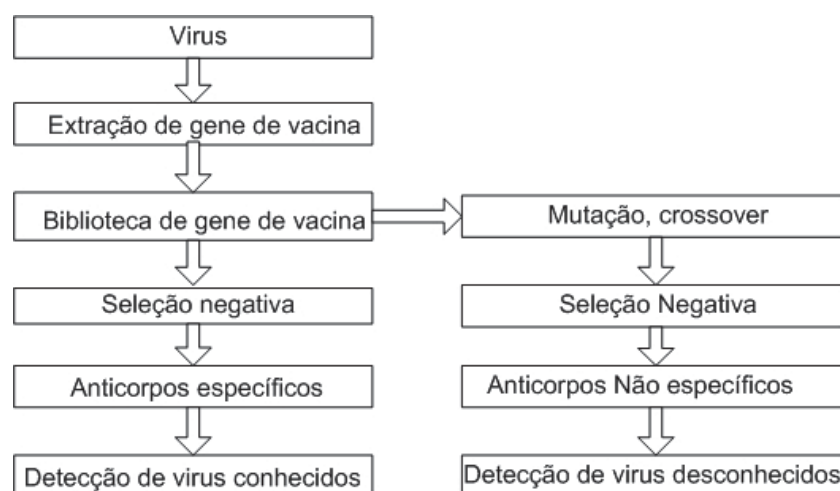 Virus
Extração de gene de vacina
Biblioteca de gene de vacina
Seleção negativa
Anticorpos específicos
Detecção de virus conhecidos
Mutação, crossover
Seleção Negativa
Anticorpos Não específicos
Detecção de virus desconhecidos